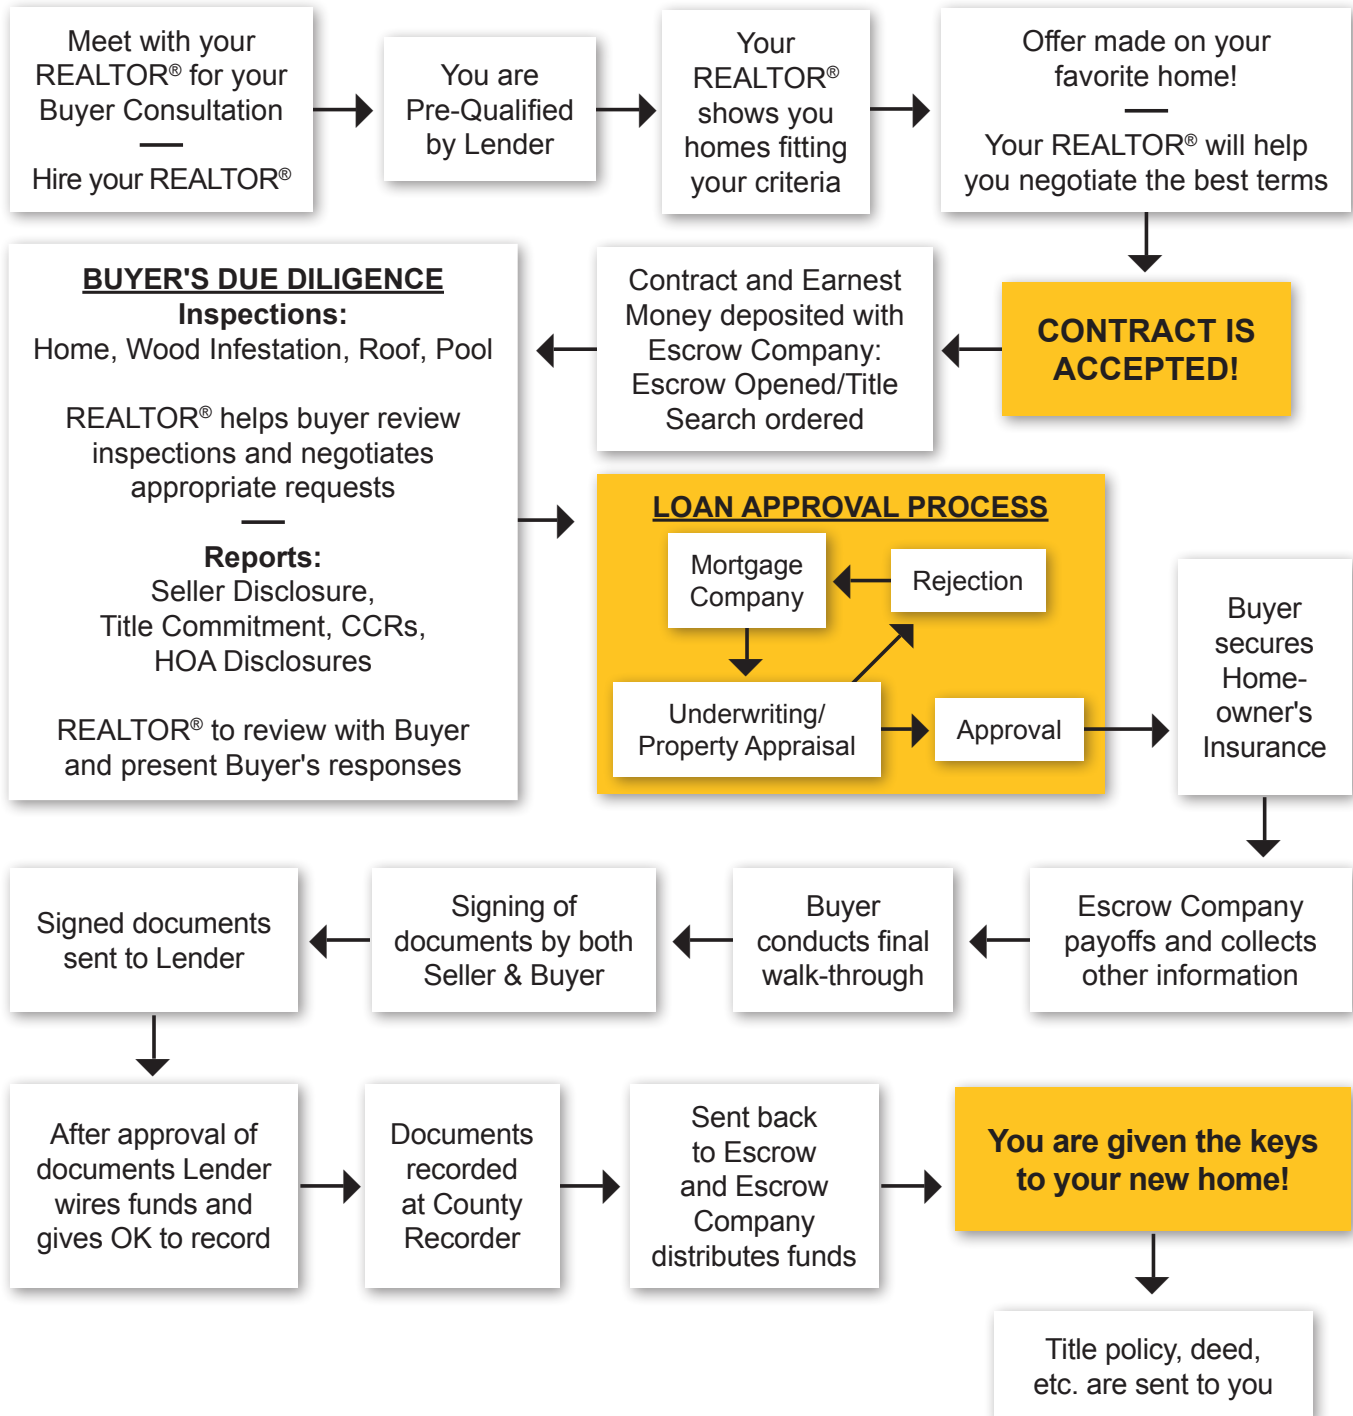 Meet with your
REALTOR® for your
Buyer Consultation
Hire your REALTOR®
You are
Pre-Qualified
by Lender
Your
REALTOR®
shows you
homes fitting
your criteria
Offer made on your
favorite home!
Your REALTOR® will help
you negotiate the best terms
CONTRACT IS
ACCEPTED!
Contract and Earnest
Money deposited with
Escrow Company:
Escrow Opened/Title
Search ordered
BUYER'S DUE DILIGENCE
Inspections:
Home, Wood Infestation, Roof, Pool
REALTOR® helps buyer review
inspections and negotiates
appropriate requests
Reports:
Seller Disclosure,
Title Commitment, CCRs,
HOA Disclosures
REALTOR® to review with Buyer
and present Buyer's responses
LOAN APPROVAL PROCESS
Mortgage
Company
Rejection
Underwriting/
Property Appraisal
Approval
Buyer
secures
Home-
owner's
Insurance
Escrow Company
payoffs and collects
other information
Buyer
conducts final
walk-through
Signing of
documents by both
Seller & Buyer
Signed documents
sent to Lender
After approval of
documents Lender
wires funds and
gives OK to record
Documents
recorded
at County
Recorder
Sent back
to Escrow
and Escrow
Company
distributes funds
You are given the keys
to your new home!
Title policy, deed,
etc. are sent to you